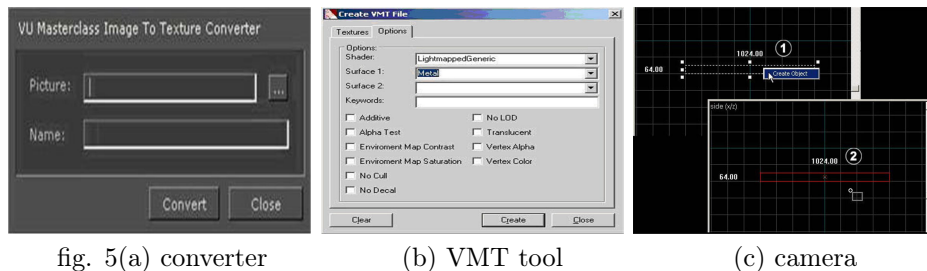 VU Masterclass Image To Texture Converter
Picture:
...
Name:
Convert Close
Create VMT File
Textures Options
Options:
Shader: LightmappedGeneric
Surface 1: Metal
Surface 2:
Keywords:
Additive No LOD
Alpha Test Translucent
Enviroment Map Contrast Vertex Alpha
Enviroment Map Saturation Vertex Color
No Cull
No Decal
Clear Create Close
1024.00 1
64.00
Create Object
side (x/z)
1024.00 2
64.00
fig. 5(a) converter (b) VMT tool (c) camera